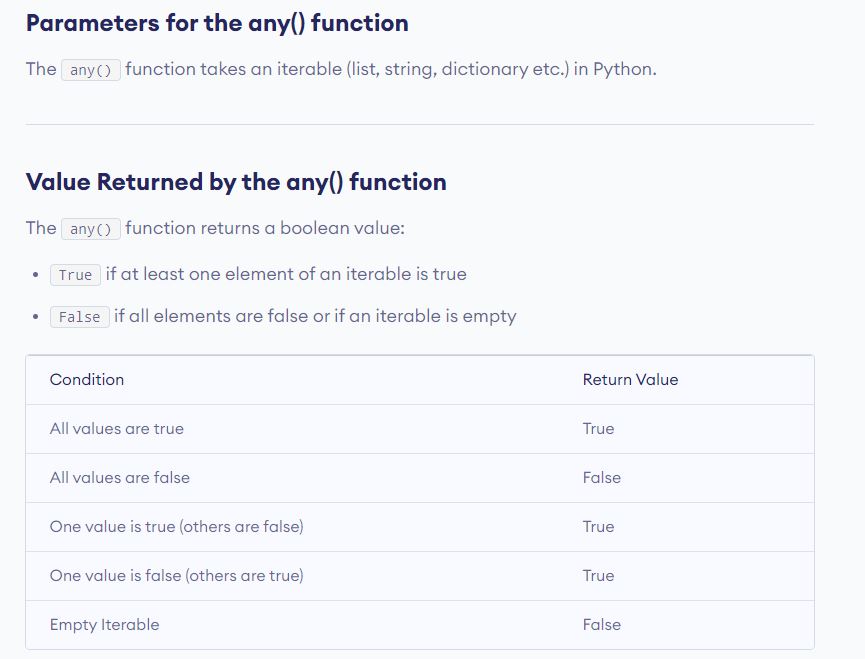 Parameters for the any() function
The any() function takes an iterable (list, string, dictionary etc.) in Python.
Value Returned by the any() function
The any() function returns a boolean value:
• True if at least one element of an iterable is true
• False if all elements are false or if an iterable is empty
Condition Return Value
All values are true True
All values are false False
One value is true (others are false) True
One value is false (others are true) True
Empty Iterable False